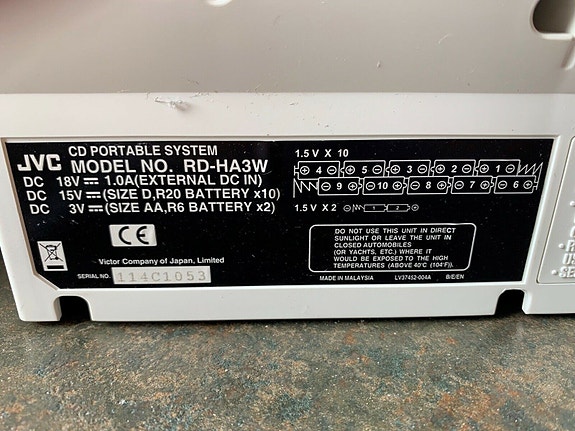 JVC
CD PORTABLE SYSTEM
MODEL NO. RD-HA3W
DC 18V 1.0A(EXTERNAL DC IN)
DC 15V (SIZE D,R20 BATTERY x10)
DC 3V (SIZE AA,R6 BATTERY x2)
CE
Victor Company of Japan, Limited
SERIAL NO. 114C1053
1.5 V X 10
+ 4 - + 5 - + 3 - + 2 - + 1 -
- 9 + - 10 + - 8 + - 7 + - 6 +
1.5 V X 2 1 2
DO NOT USE THIS UNIT IN DIRECT
SUNLIGHT OR LEAVE THE UNIT IN
CLOSED AUTOMOBILES
(OR YACHTS, ETC.) WHERE IT
WOULD BE EXPOSED TO THE HIGH
TEMPERATURES (ABOVE 40°C (104°F)).
MADE IN MALAYSIA LV37452-004A B/E/EN